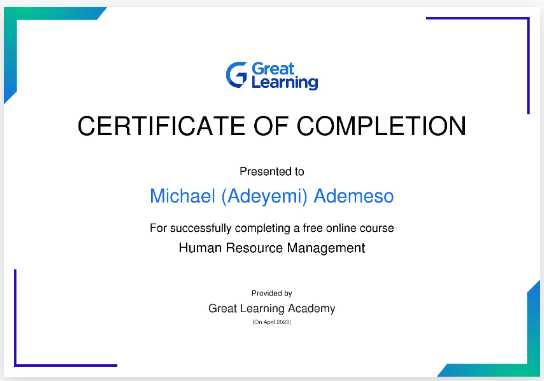 Great
Learning
CERTIFICATE OF COMPLETION
Presented to
Michael (Adeyemi) Ademeso
For successfully completing a free online course
Human Resource Management
Provided by
Great Learning Academy
(On April